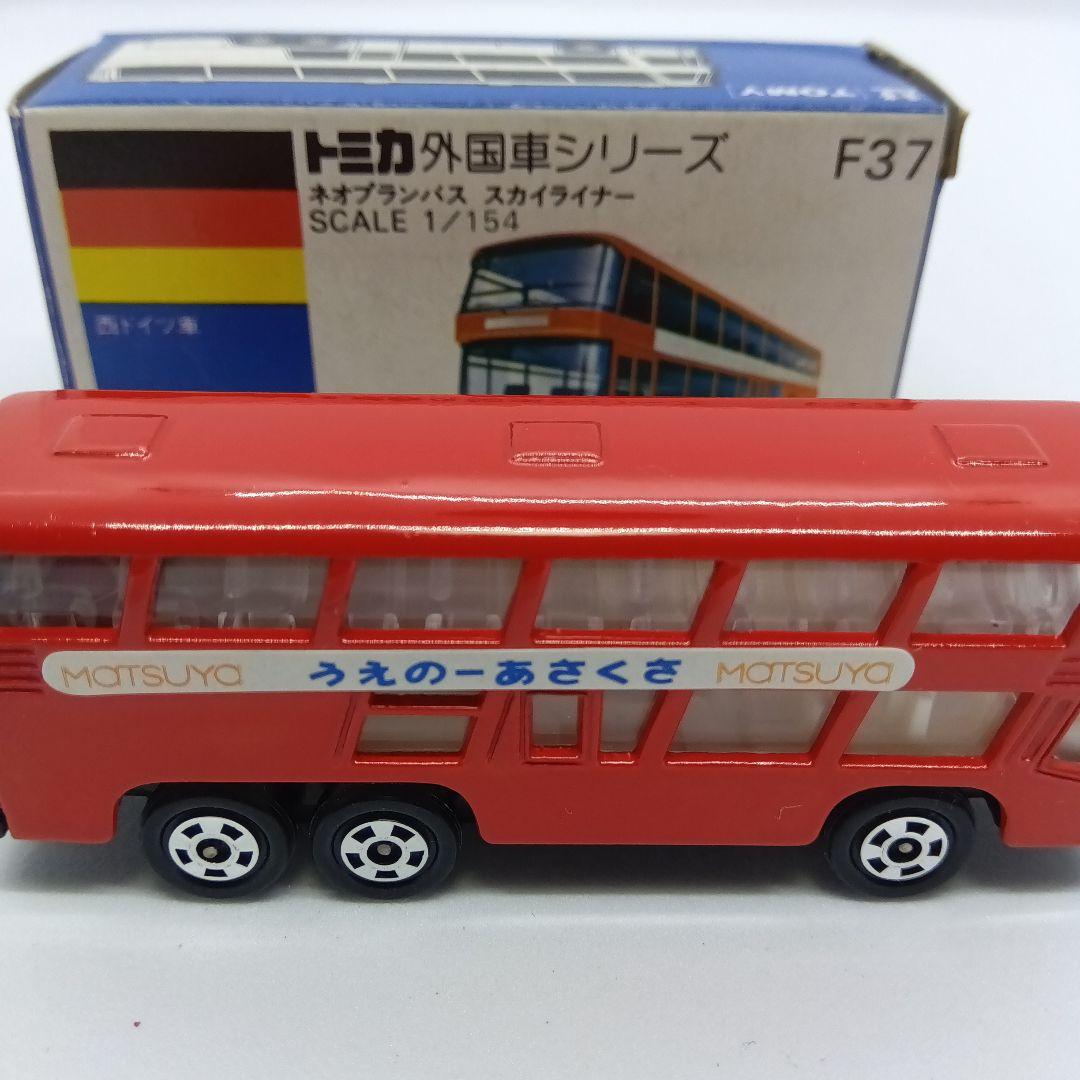 TOMY
トミカ 外国車シリーズ F37
ネオプランバス スカイライナー
SCALE 1/154
西ドイツ車
MATSUYA うえのーあさくさ MATSUYA